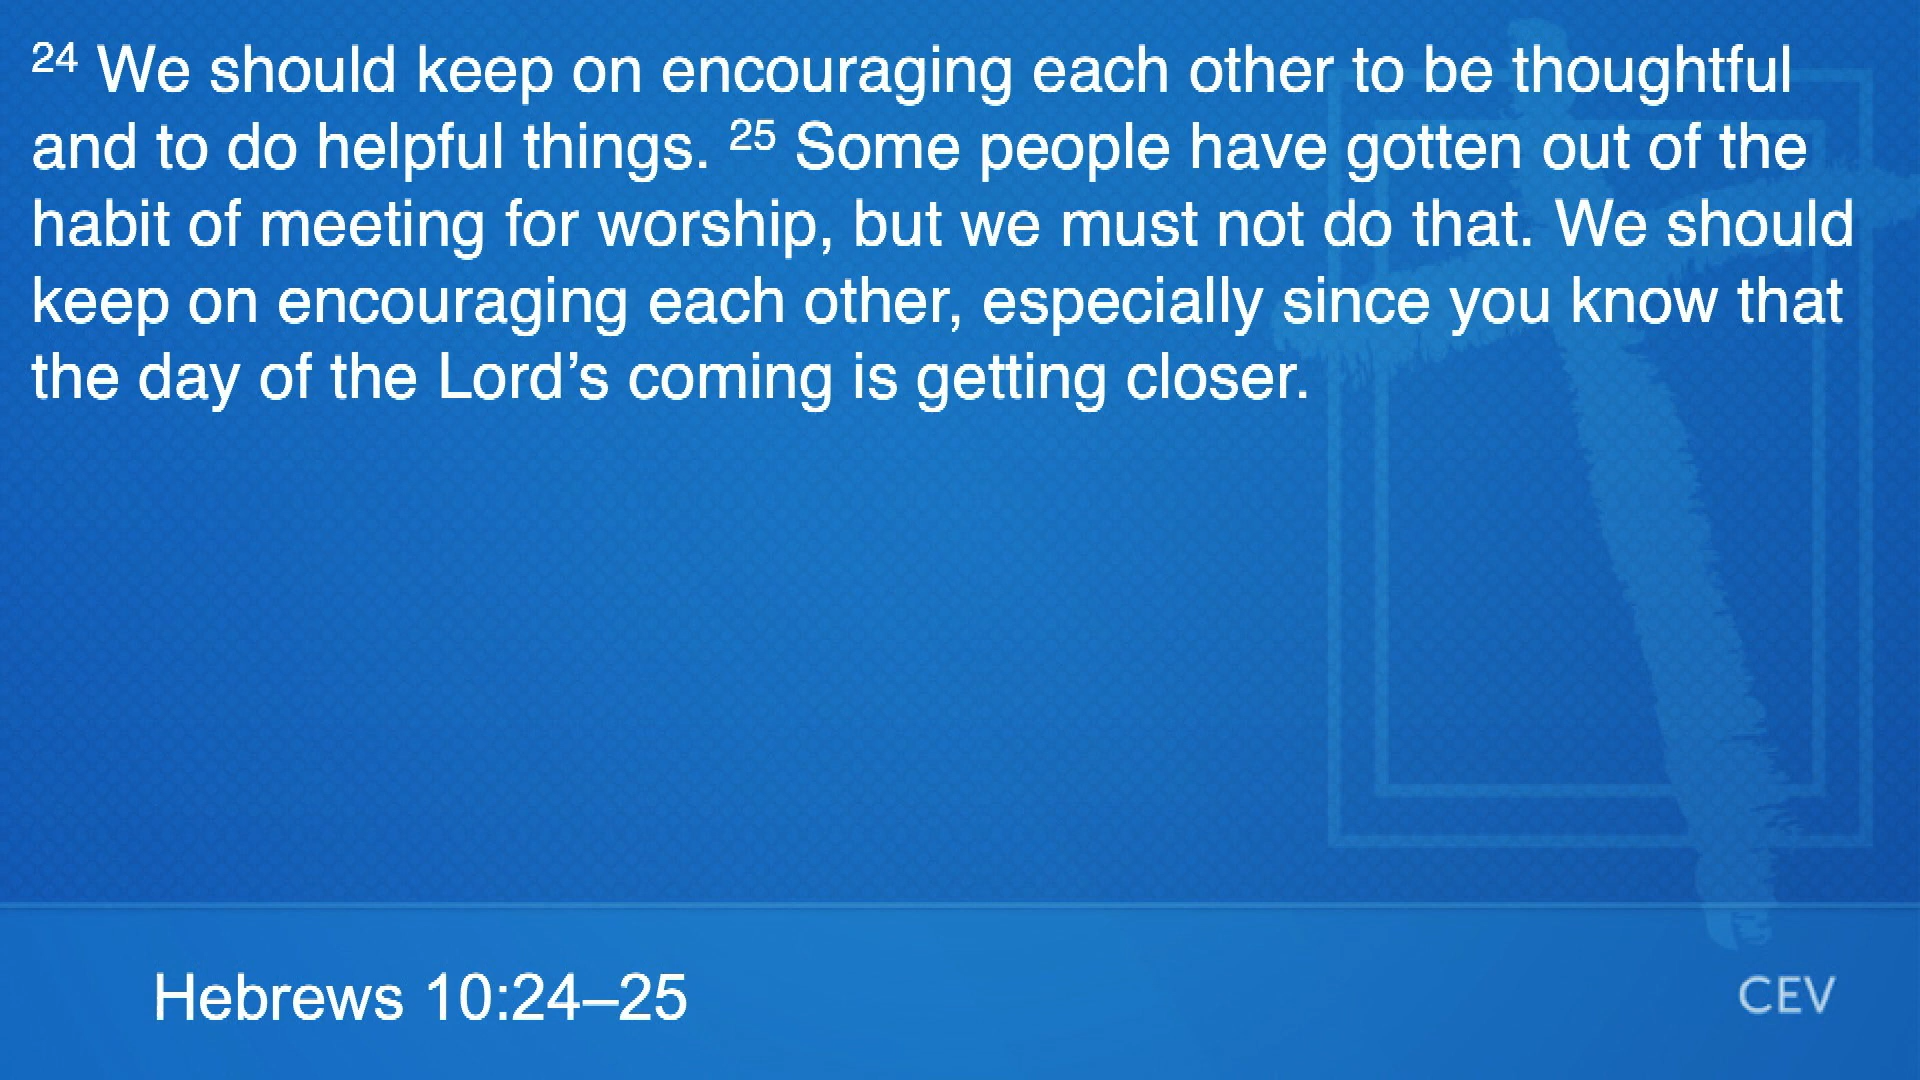 24 We should keep on encouraging each other to be thoughtful
and to do helpful things. 25 Some people have gotten out of the
habit of meeting for worship, but we must not do that. We should
keep on encouraging each other, especially since you know that
the day of the Lord’s coming is getting closer.
Hebrews 10:24–25
CEV